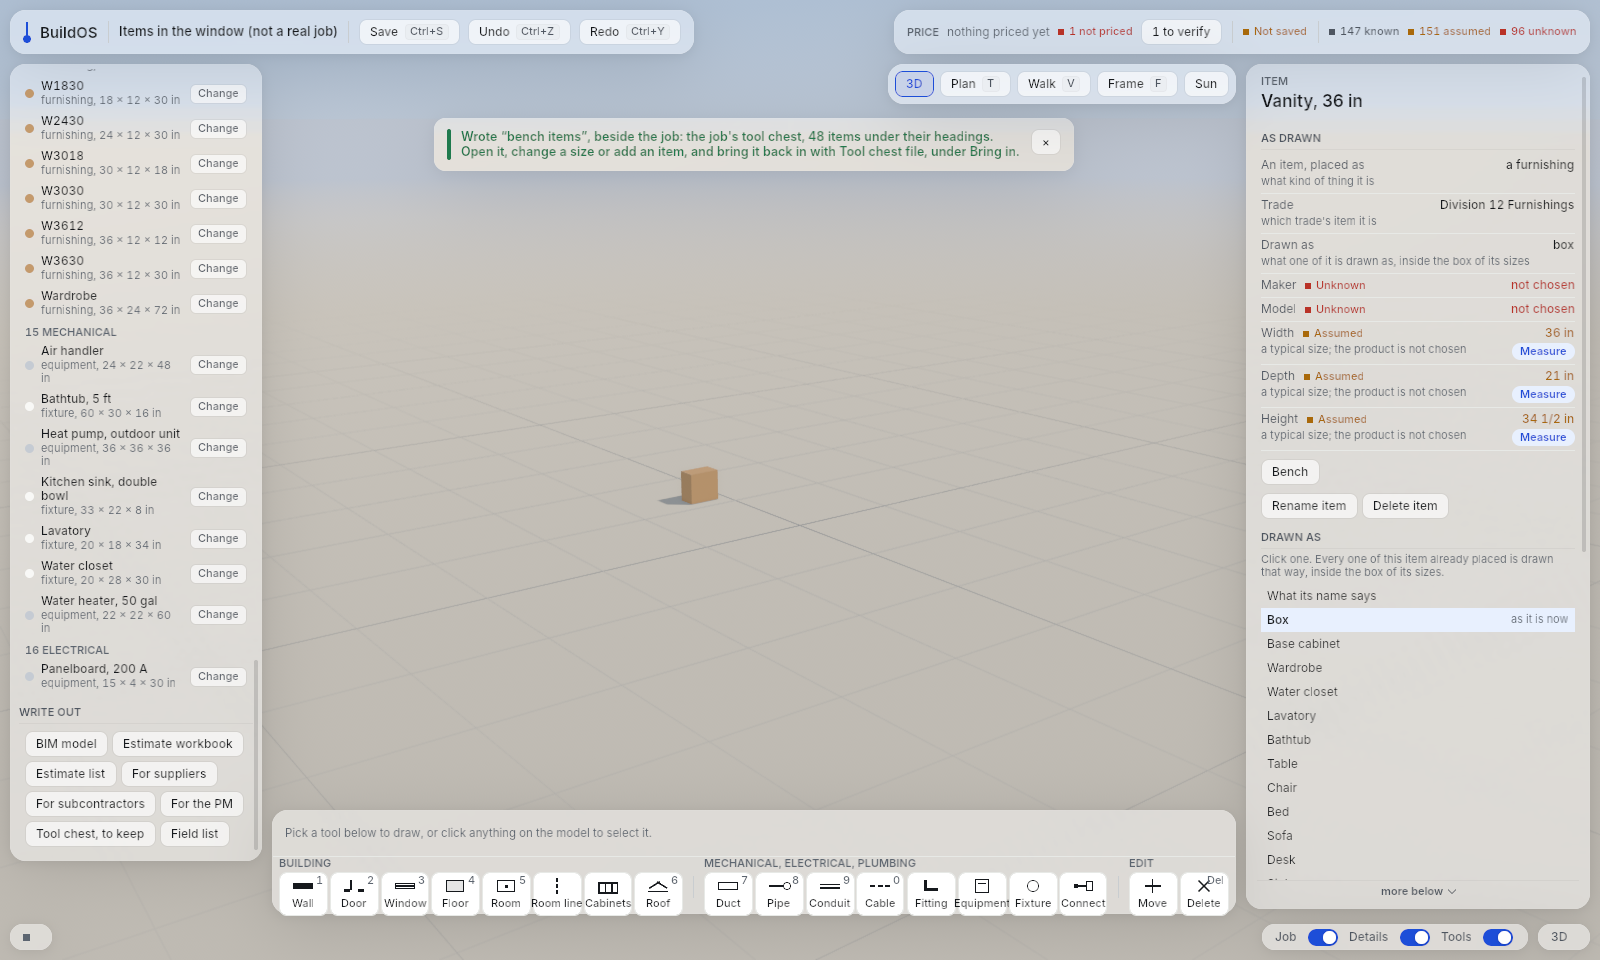 BuildOS
Items in the window (not a real job)
Save Ctrl+S
Undo Ctrl+Z
Redo Ctrl+Y
PRICE nothing priced yet
1 not priced
1 to verify
Not saved
147 known
151 assumed
96 unknown
3D
Plan T
Walk V
Frame F
Sun
Wrote “bench items”, beside the job: the job's tool chest, 48 items under their headings.
Open it, change a size or add an item, and bring it back in with Tool chest file, under Bring in.
×
W1830
furnishing, 18 × 12 × 30 in
Change
W2430
furnishing, 24 × 12 × 30 in
Change
W3018
furnishing, 30 × 12 × 18 in
Change
W3030
furnishing, 30 × 12 × 30 in
Change
W3612
furnishing, 36 × 12 × 12 in
Change
W3630
furnishing, 36 × 12 × 30 in
Change
Wardrobe
furnishing, 36 × 24 × 72 in
Change
15 MECHANICAL
Air handler
equipment, 24 × 22 × 48
in
Change
Bathtub, 5 ft
fixture, 60 × 30 × 16 in
Change
Heat pump, outdoor unit
equipment, 36 × 36 × 36
in
Change
Kitchen sink, double
bowl
fixture, 33 × 22 × 8 in
Change
Lavatory
fixture, 20 × 18 × 34 in
Change
Water closet
fixture, 20 × 28 × 30 in
Change
Water heater, 50 gal
equipment, 22 × 22 × 60
in
Change
16 ELECTRICAL
Panelboard, 200 A
equipment, 15 × 4 × 30 in
Change
WRITE OUT
BIM model
Estimate workbook
Estimate list
For suppliers
For subcontractors
For the PM
Tool chest, to keep
Field list
Pick a tool below to draw, or click anything on the model to select it.
BUILDING
1 Wall
2 Door
3 Window
4 Floor
5 Room
Room line
Cabinets
6 Roof
MECHANICAL, ELECTRICAL, PLUMBING
7 Duct
8 Pipe
9 Conduit
0 Cable
Fitting
Equipment
Fixture
Connect
EDIT
Move
Del Delete
ITEM
Vanity, 36 in
AS DRAWN
An item, placed as a furnishing
what kind of thing it is
Trade Division 12 Furnishings
which trade's item it is
Drawn as box
what one of it is drawn as, inside the box of its sizes
Maker Unknown not chosen
Model Unknown not chosen
Width Assumed 36 in
a typical size; the product is not chosen Measure
Depth Assumed 21 in
a typical size; the product is not chosen Measure
Height Assumed 34 1/2 in
a typical size; the product is not chosen Measure
Bench
Rename item
Delete item
DRAWN AS
Click one. Every one of this item already placed is drawn
that way, inside the box of its sizes.
What its name says
Box as it is now
Base cabinet
Wardrobe
Water closet
Lavatory
Bathtub
Table
Chair
Bed
Sofa
Desk
more below
Job
Details
Tools
3D